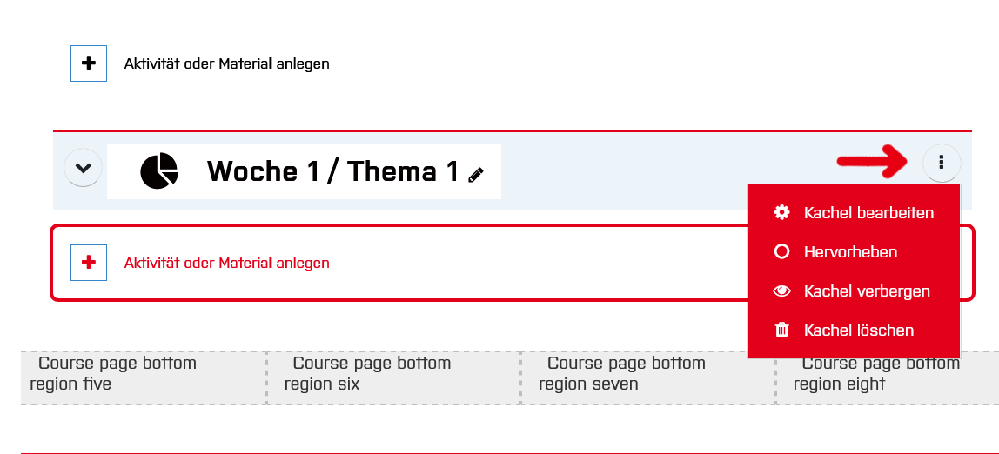 Aktivität oder Material anlegen
Woche 1 / Thema 1
Kachel bearbeiten
Hervorheben
Aktivität oder Material anlegen
Kachel verbergen
Kachel löschen
Course page bottom
region five
Course page bottom
region six
Course page bottom
region seven
Course page bottom
region eight